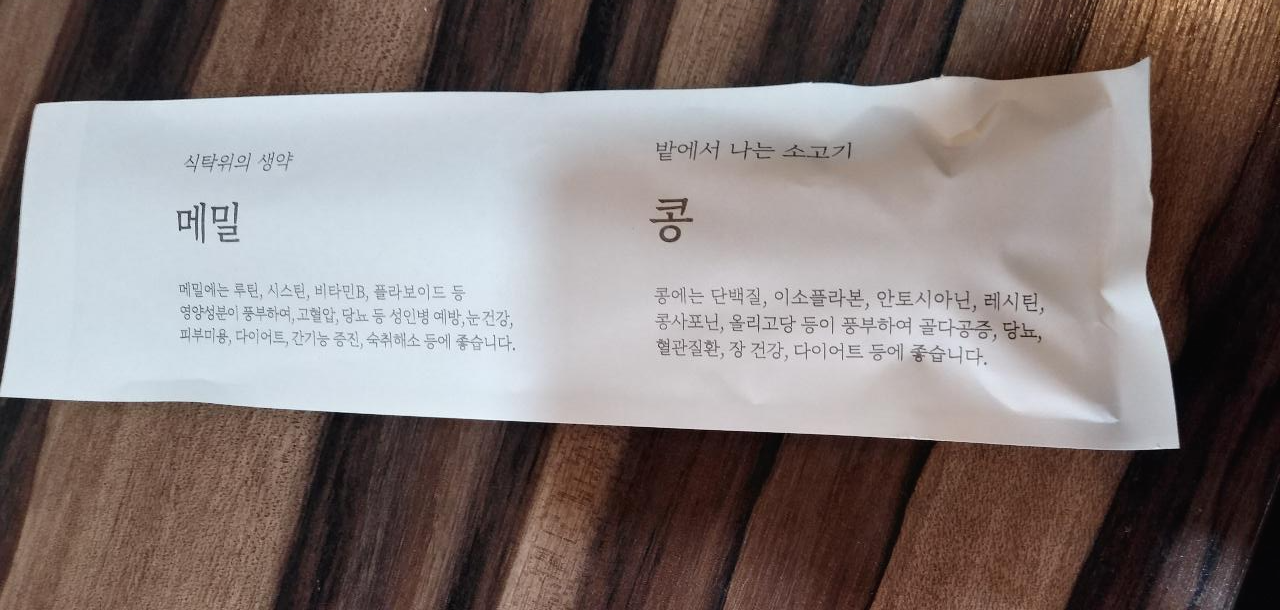 식탁위의 생약
메밀
메밀에는 루틴, 시스틴, 비타민B, 플라보이드 등
영양성분이 풍부하여, 고혈압, 당뇨 등 성인병 예방, 눈 건강,
피부미용, 다이어트, 간기능 증진, 숙취해소 등에 좋습니다.
밭에서 나는 소고기
콩
콩에는 단백질, 이소플라본, 안토시아닌, 레시틴,
콩사포닌, 올리고당 등이 풍부하여 골다공증, 당뇨,
혈관질환, 장 건강, 다이어트 등에 좋습니다.